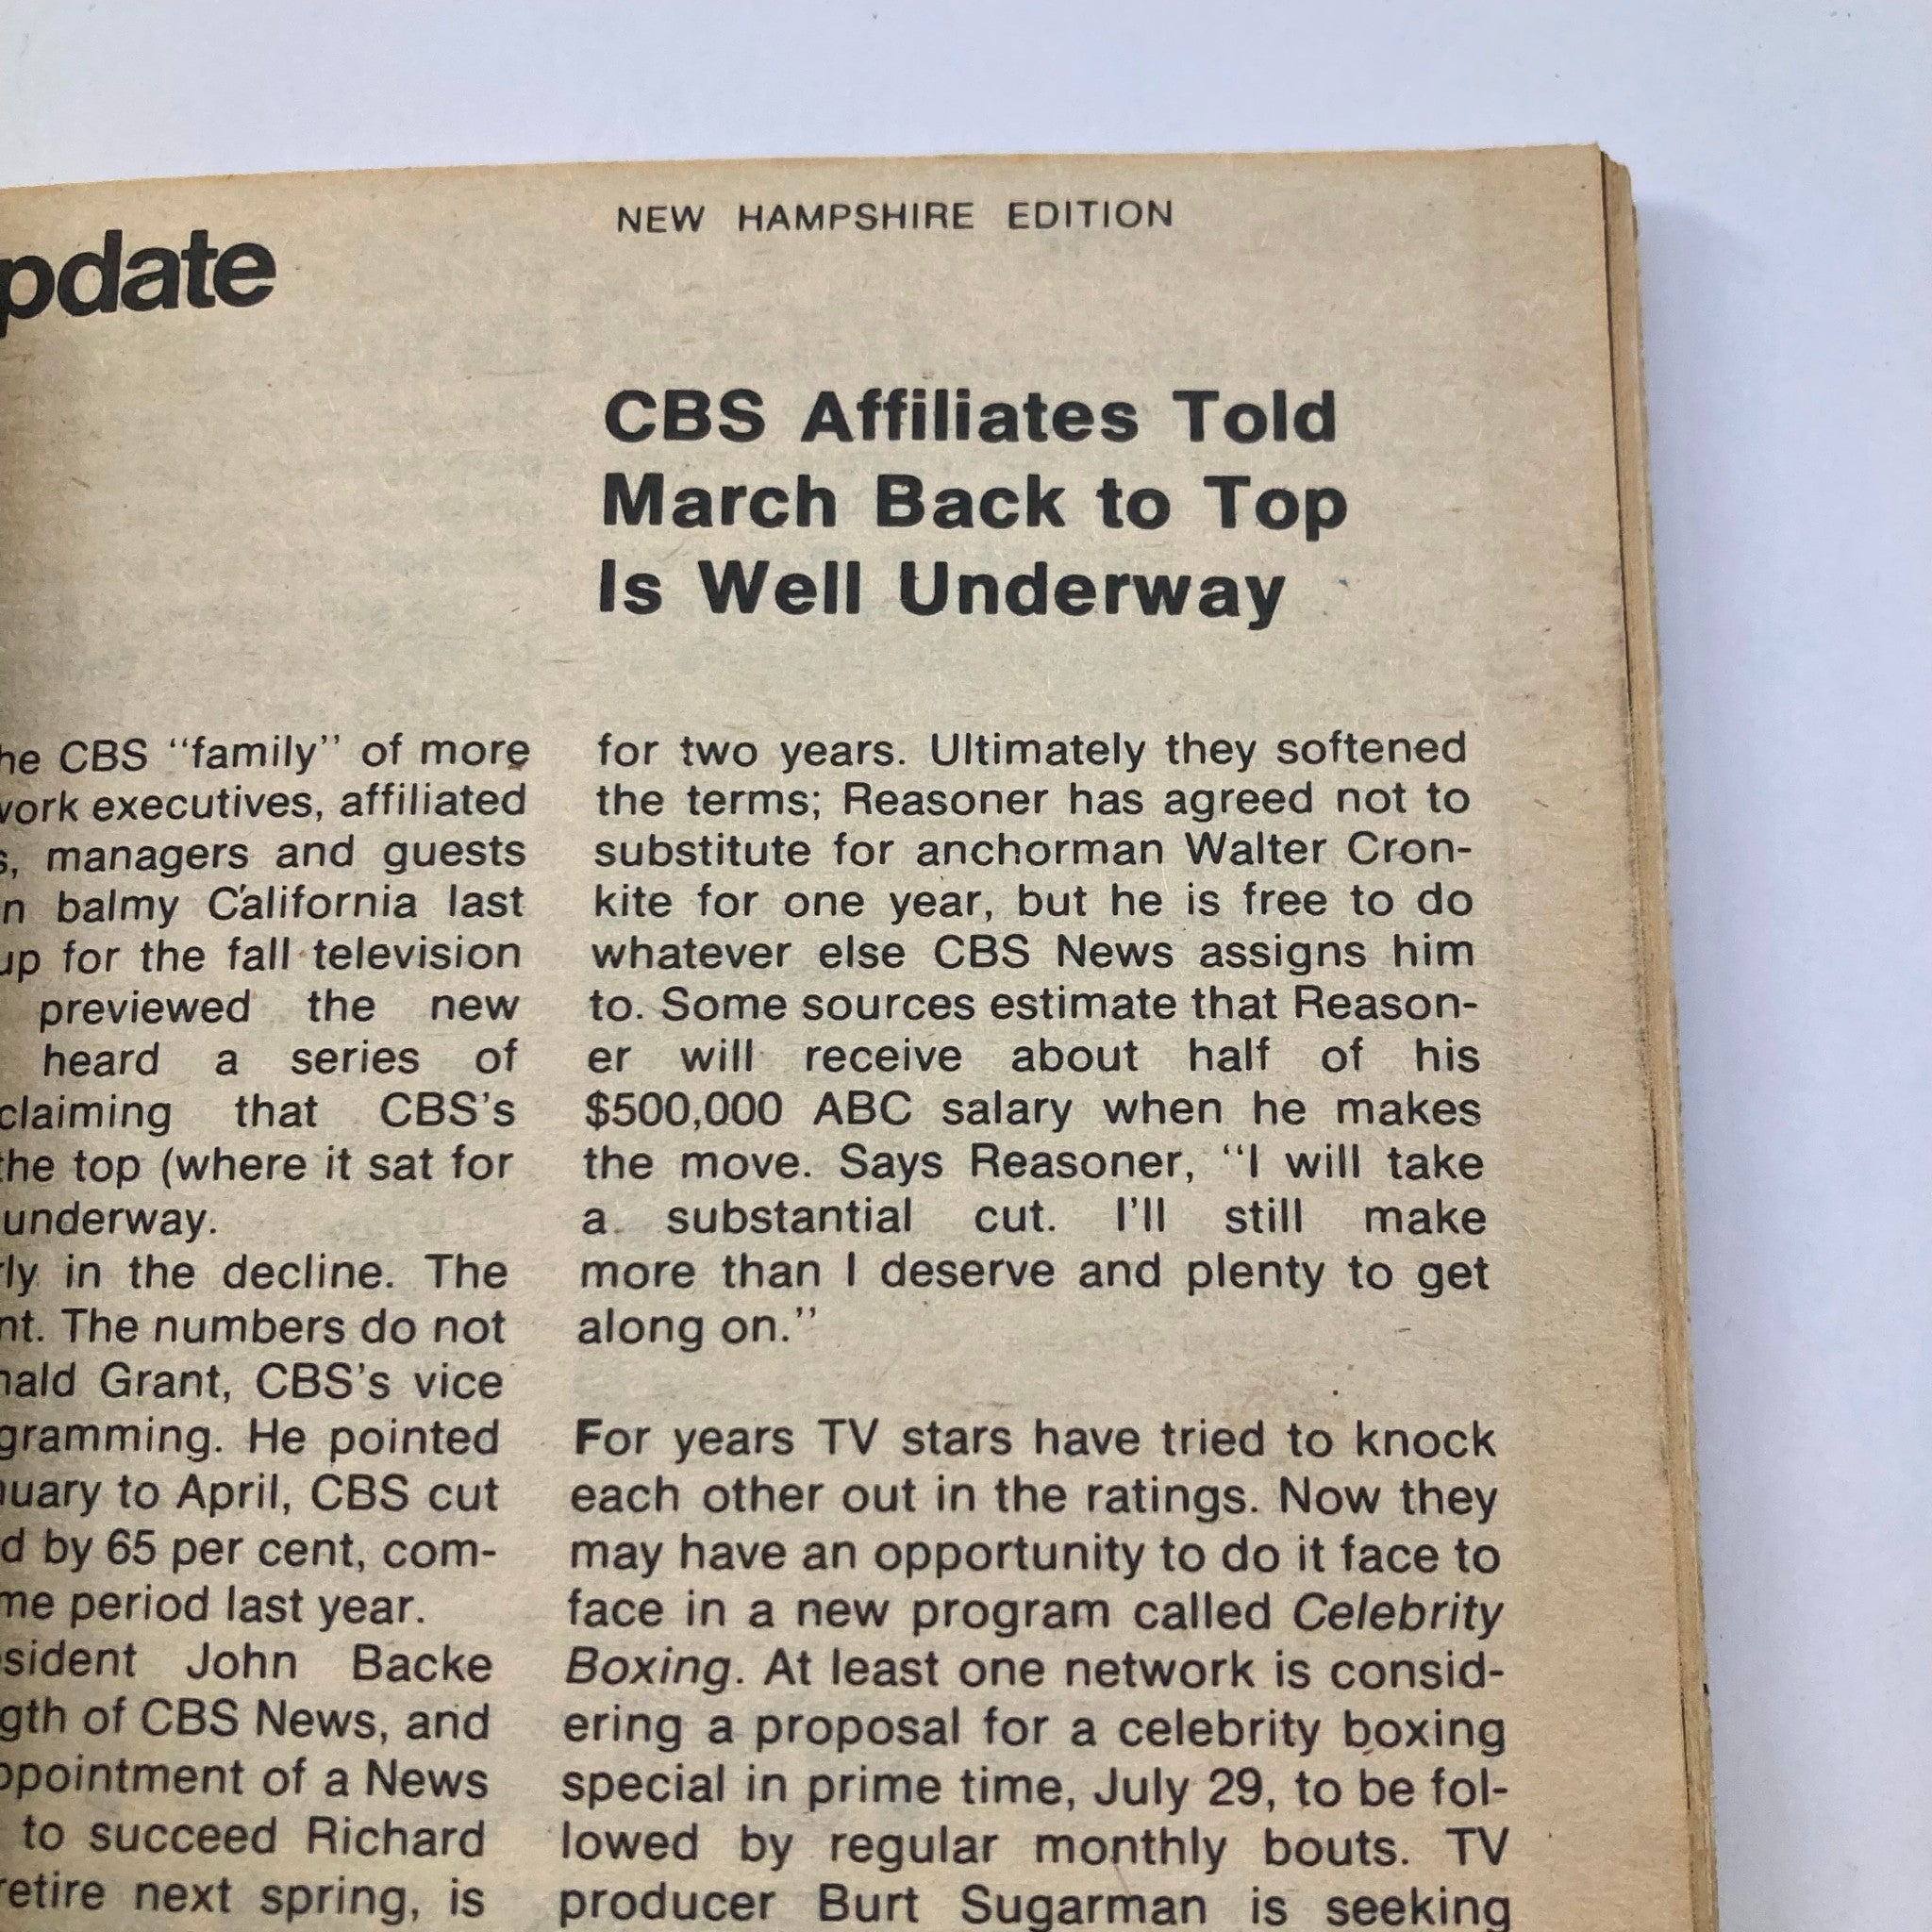 NEW HAMPSHIRE EDITION
pdate
CBS Affiliates Told
March Back to Top
Is Well Underway
he CBS "family" of more
work executives, affiliated
s, managers and guests
n balmy California last
up for the fall television
previewed the new
heard a series of
claiming that CBS's
the top (where it sat for
underway.
rly in the decline. The
nt. The numbers do not
nald Grant, CBS's vice
gramming. He pointed
nuary to April, CBS cut
d by 65 per cent, com-
me period last year.
sident John Backe
gth of CBS News, and
ppointment of a News
to succeed Richard
retire next spring, is
for two years. Ultimately they softened
the terms; Reasoner has agreed not to
substitute for anchorman Walter Cron-
kite for one year, but he is free to do
whatever else CBS News assigns him
to. Some sources estimate that Reason-
er will receive about half of his
$500,000 ABC salary when he makes
the move. Says Reasoner, "I will take
a substantial cut. I'll still make
more than I deserve and plenty to get
along on."
For years TV stars have tried to knock
each other out in the ratings. Now they
may have an opportunity to do it face to
face in a new program called Celebrity
Boxing. At least one network is consid-
ering a proposal for a celebrity boxing
special in prime time, July 29, to be fol-
lowed by regular monthly bouts. TV
producer Burt Sugarman is seeking